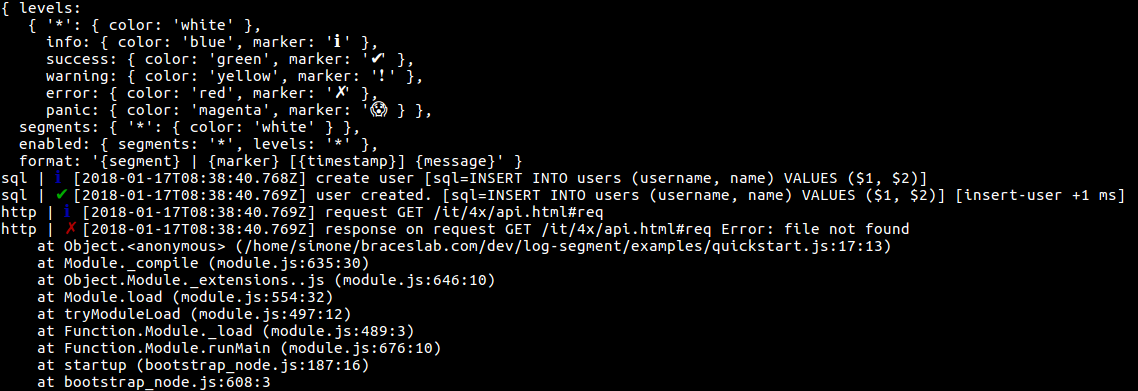 { levels:
   { '*': { color: 'white' },
     info: { color: 'blue', marker: 'ℹ' },
     success: { color: 'green', marker: '✔' },
     warning: { color: 'yellow', marker: '!' },
     error: { color: 'red', marker: '✗' },
     panic: { color: 'magenta', marker: '😱' } },
  segments: { '*': { color: 'white' } },
  enabled: { segments: '*', levels: '*' },
  format: '{segment} | {marker} [{timestamp}] {message}' }
sql | ℹ [2018-01-17T08:38:40.768Z] create user [sql=INSERT INTO users (username, name) VALUES ($1, $2)]
sql | ✔ [2018-01-17T08:38:40.769Z] user created. [sql=INSERT INTO users (username, name) VALUES ($1, $2)] [insert-user +1 ms]
http | ℹ [2018-01-17T08:38:40.769Z] request GET /it/4x/api.html#req
http | ✗ [2018-01-17T08:38:40.769Z] response on request GET /it/4x/api.html#req Error: file not found
    at Object.<anonymous> (/home/simone/braceslab.com/dev/log-segment/examples/quickstart.js:17:13)
    at Module._compile (module.js:635:30)
    at Object.Module._extensions..js (module.js:646:10)
    at Module.load (module.js:554:32)
    at tryModuleLoad (module.js:497:12)
    at Function.Module._load (module.js:489:3)
    at Function.Module.runMain (module.js:676:10)
    at startup (bootstrap_node.js:187:16)
    at bootstrap_node.js:608:3